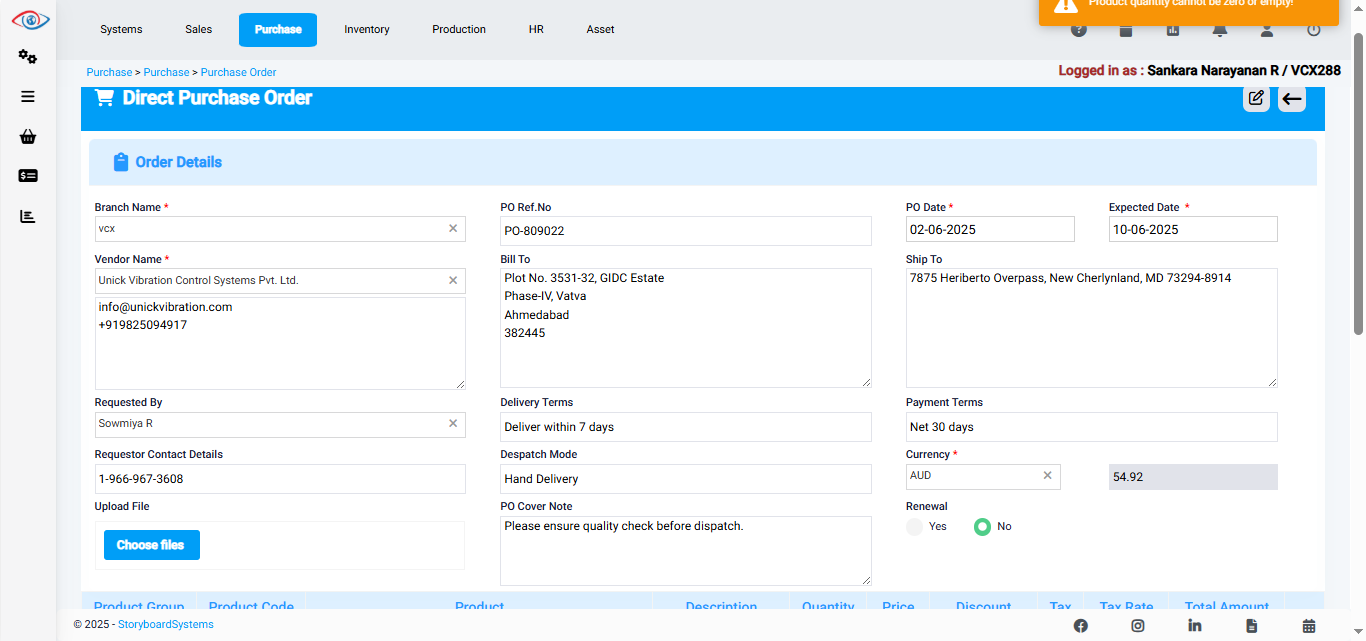 Product quantity cannot be zero or empty!
Systems Sales Purchase Inventory Production HR Asset
Purchase > Purchase > Purchase Order
Logged in as : Sankara Narayanan R / VCX288
Direct Purchase Order
Order Details
Branch Name *
vcx
PO Ref.No
PO-809022
PO Date *
02-06-2025
Expected Date *
10-06-2025
Vendor Name *
Unick Vibration Control Systems Pvt. Ltd.
info@unickvibration.com
+919825094917
Bill To
Plot No. 3531-32, GIDC Estate
Phase-IV, Vatva
Ahmedabad
382445
Ship To
7875 Heriberto Overpass, New Cherlynland, MD 73294-8914
Requested By
Sowmiya R
Delivery Terms
Deliver within 7 days
Payment Terms
Net 30 days
Requestor Contact Details
1-966-967-3608
Despatch Mode
Hand Delivery
Currency *
AUD
54.92
Upload File
Choose files
PO Cover Note
Please ensure quality check before dispatch.
Renewal
Yes No
Product Group Product Code Product Description Quantity Price Discount Tax Tax Rate Total Amount
© 2025 - StoryboardSystems